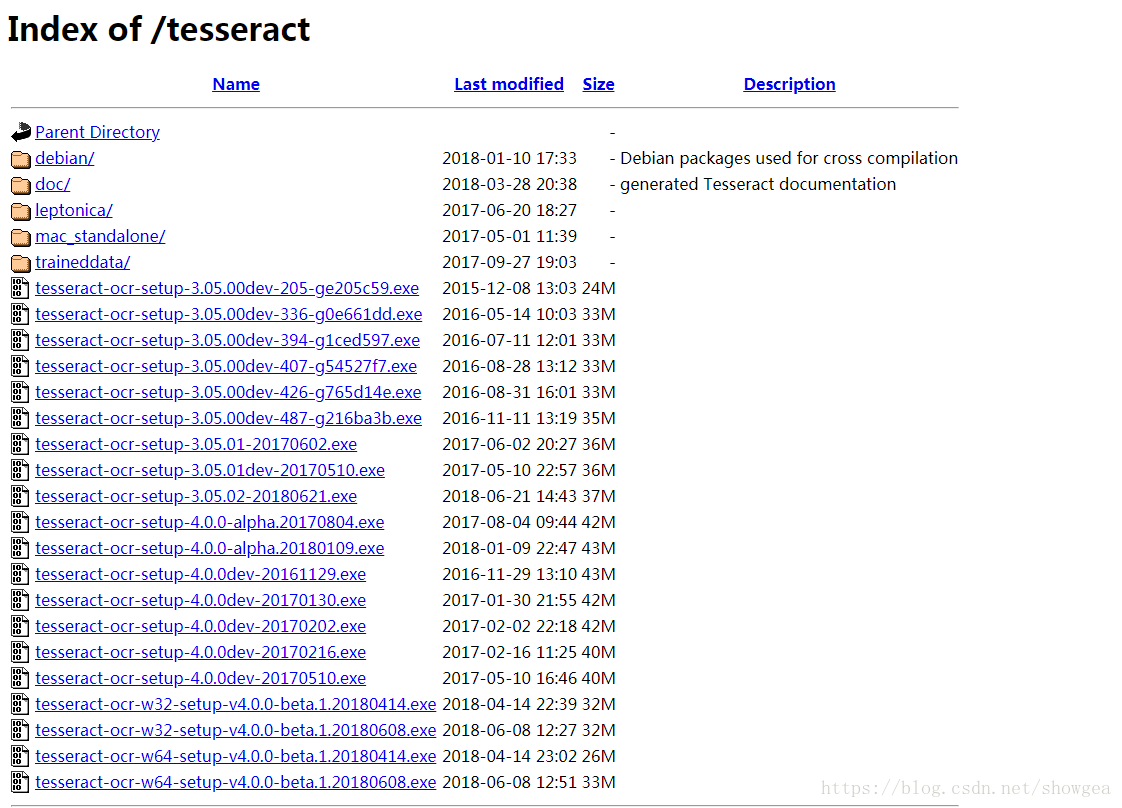 Index of /tesseract
Name Last modified Size Description
Parent Directory -
debian/ 2018-01-10 17:33 - Debian packages used for cross compilation
doc/ 2018-03-28 20:38 - generated Tesseract documentation
leptonica/ 2017-06-20 18:27 -
mac_standalone/ 2017-05-01 11:39 -
traineddata/ 2017-09-27 19:03 -
tesseract-ocr-setup-3.05.00dev-205-ge205c59.exe 2015-12-08 13:03 24M
tesseract-ocr-setup-3.05.00dev-336-g0e661dd.exe 2016-05-14 10:03 33M
tesseract-ocr-setup-3.05.00dev-394-g1ced597.exe 2016-07-11 12:01 33M
tesseract-ocr-setup-3.05.00dev-407-g54527f7.exe 2016-08-28 13:12 33M
tesseract-ocr-setup-3.05.00dev-426-g765d14e.exe 2016-08-31 16:01 33M
tesseract-ocr-setup-3.05.00dev-487-g216ba3b.exe 2016-11-11 13:19 35M
tesseract-ocr-setup-3.05.01-20170602.exe 2017-06-02 20:27 36M
tesseract-ocr-setup-3.05.01dev-20170510.exe 2017-05-10 22:57 36M
tesseract-ocr-setup-3.05.02-20180621.exe 2018-06-21 14:43 37M
tesseract-ocr-setup-4.0.0-alpha.20170804.exe 2017-08-04 09:44 42M
tesseract-ocr-setup-4.0.0-alpha.20180109.exe 2018-01-09 22:47 43M
tesseract-ocr-setup-4.0.0dev-20161129.exe 2016-11-29 13:10 43M
tesseract-ocr-setup-4.0.0dev-20170130.exe 2017-01-30 21:55 42M
tesseract-ocr-setup-4.0.0dev-20170202.exe 2017-02-02 22:18 42M
tesseract-ocr-setup-4.0.0dev-20170216.exe 2017-02-16 11:25 40M
tesseract-ocr-setup-4.0.0dev-20170510.exe 2017-05-10 16:46 40M
tesseract-ocr-w32-setup-v4.0.0-beta.1.20180414.exe 2018-04-14 22:39 32M
tesseract-ocr-w32-setup-v4.0.0-beta.1.20180608.exe 2018-06-08 12:27 32M
tesseract-ocr-w64-setup-v4.0.0-beta.1.20180414.exe 2018-04-14 23:02 26M
tesseract-ocr-w64-setup-v4.0.0-beta.1.20180608.exe 2018-06-08 12:51 33M
https://blog.csdn.net/showgea